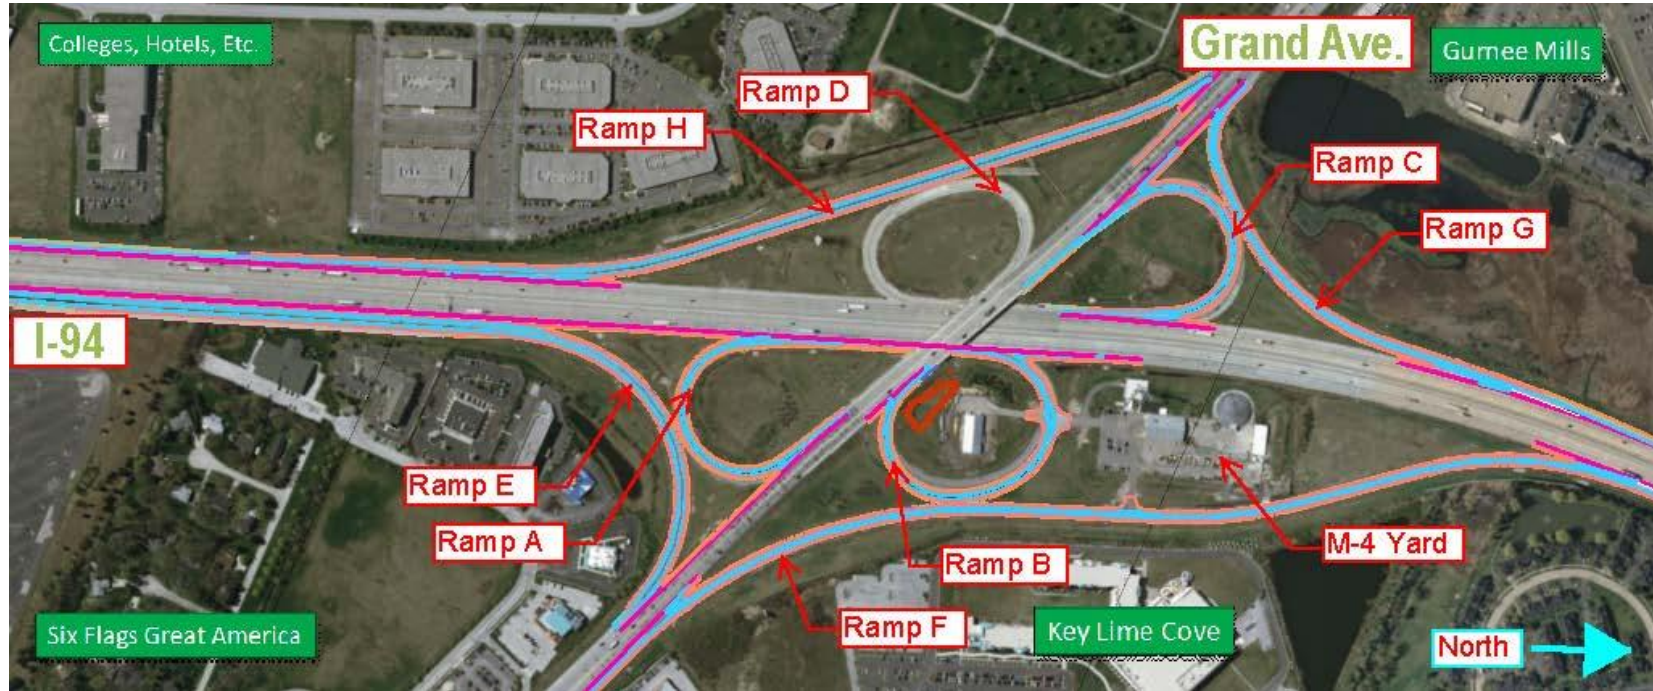 Colleges, Hotels, Etc.
Grand Ave.
Gurnee Mills
Ramp D
Ramp H
Ramp C
Ramp G
I-94
Ramp E
Ramp A
Ramp B
M-4 Yard
Ramp F
Six Flags Great America
Key Lime Cove
North